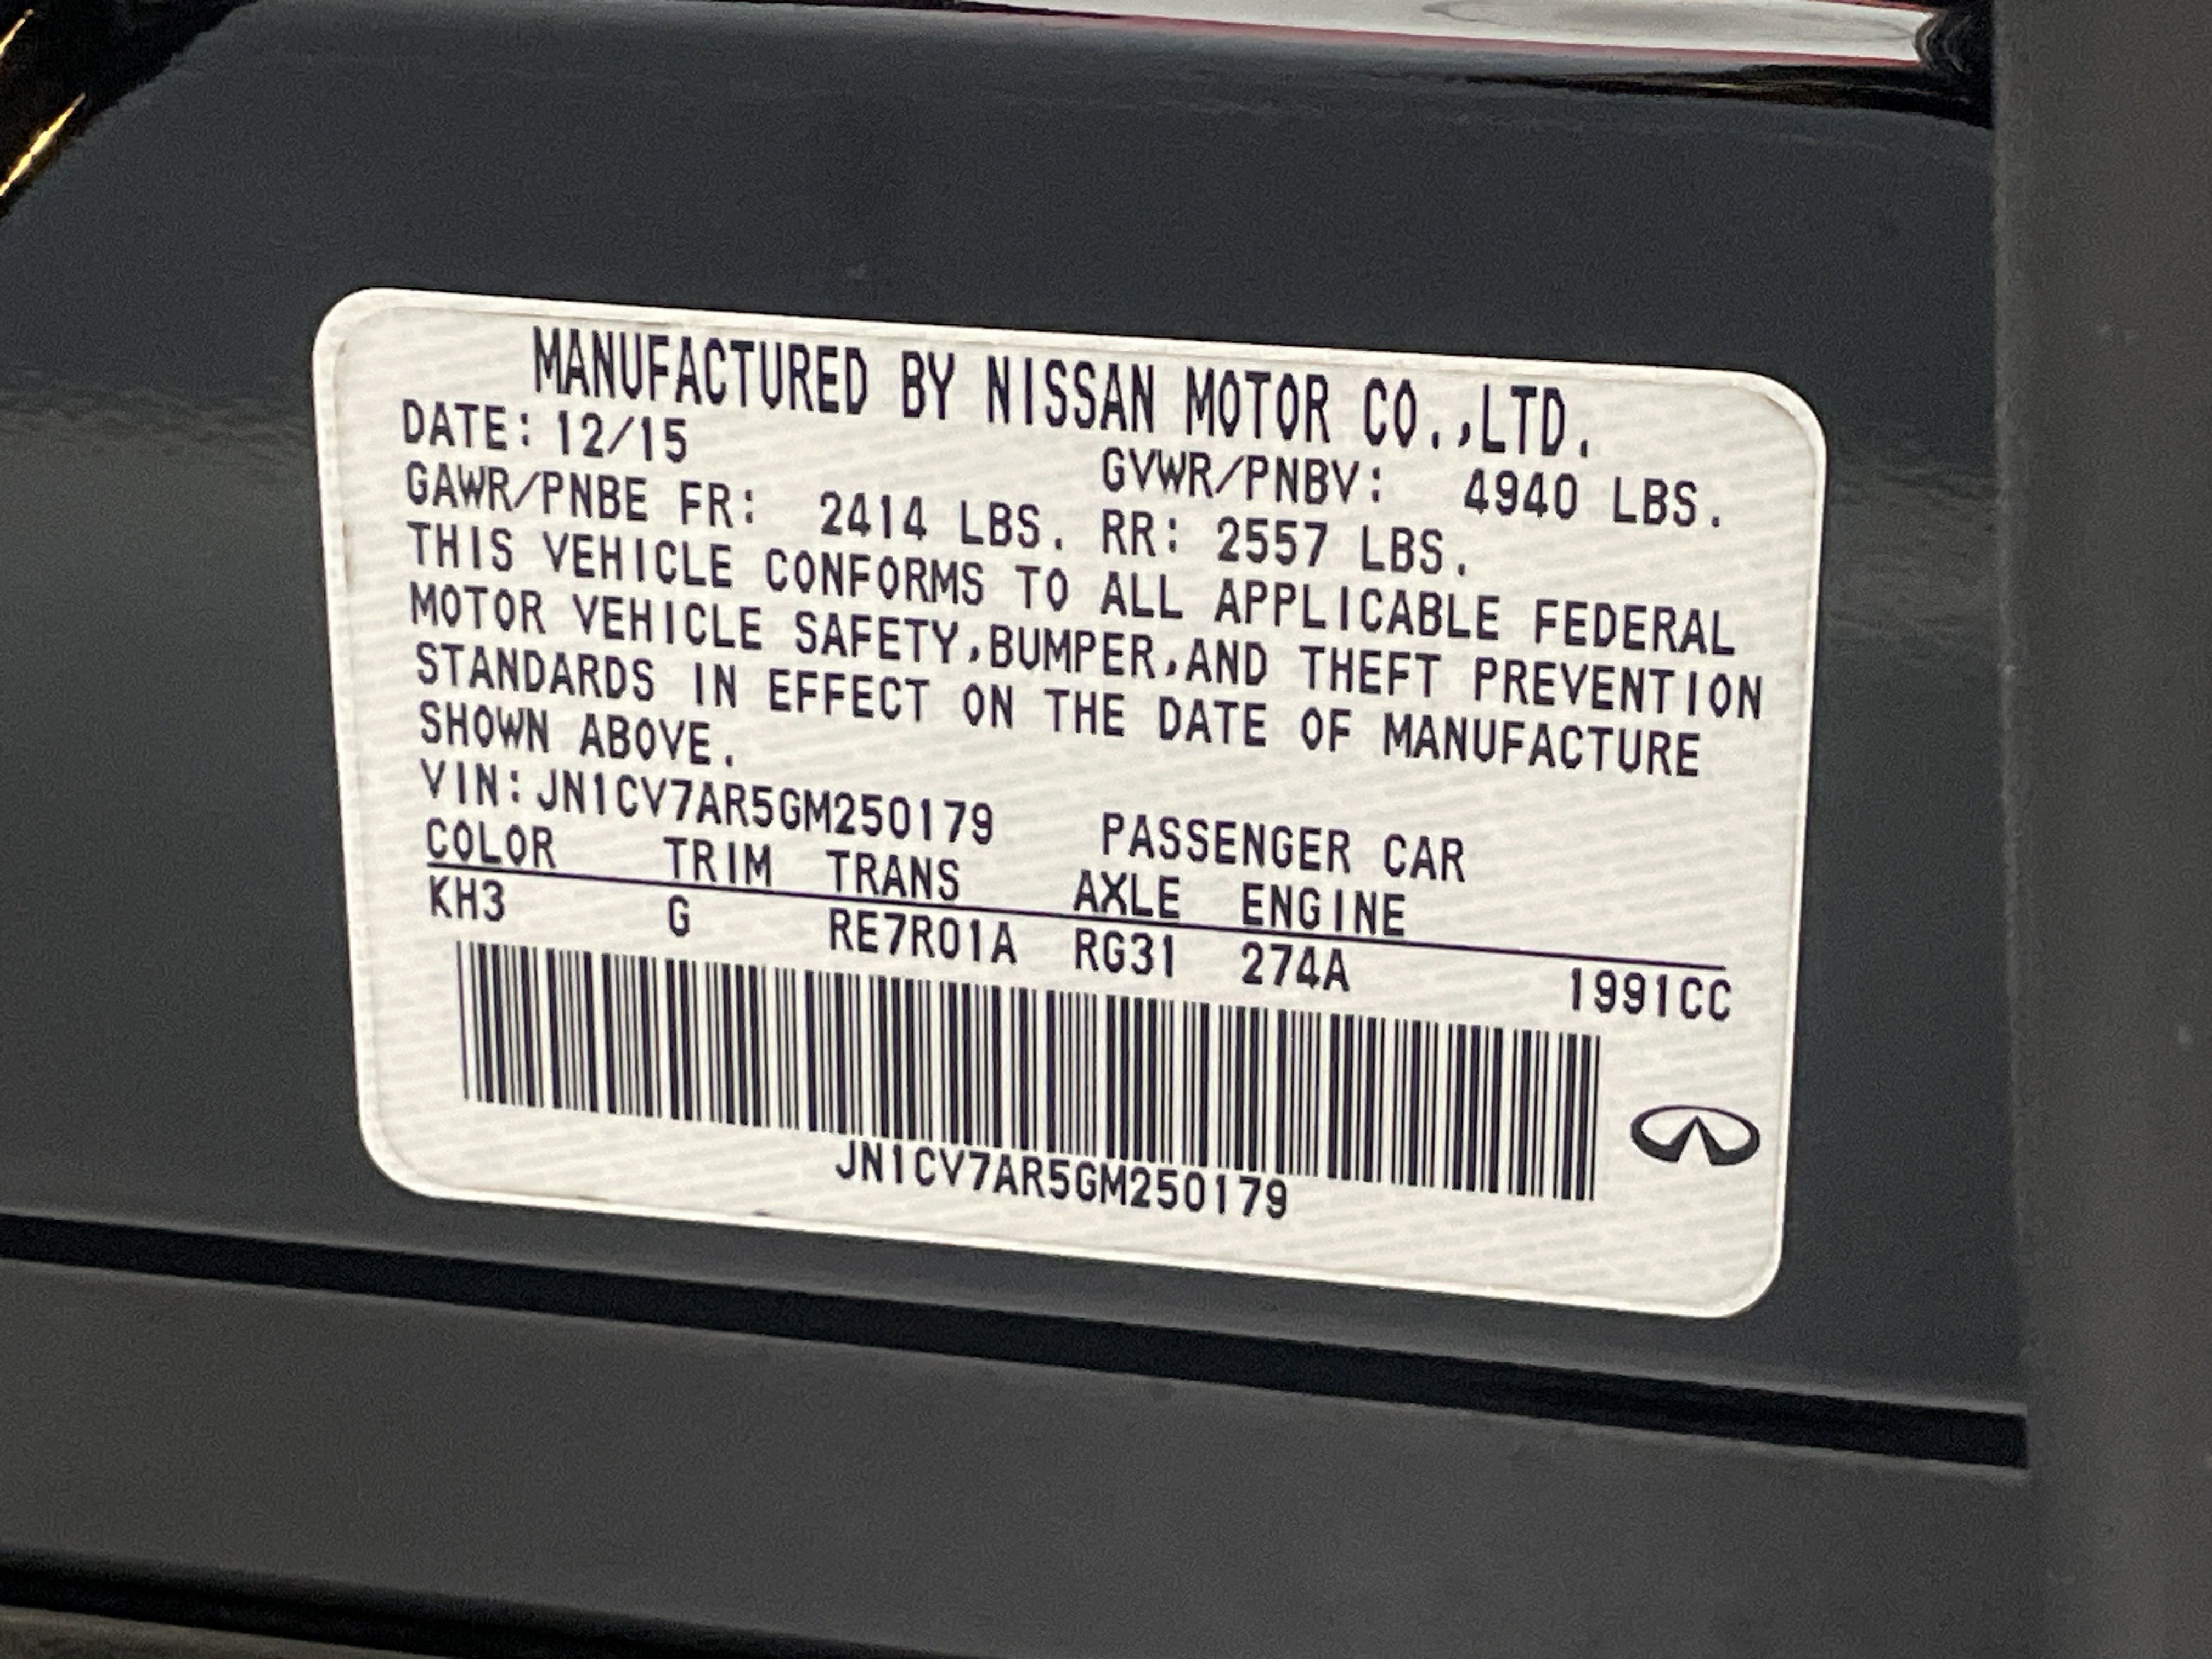 MANUFACTURED BY NISSAN MOTOR CO.,LTD.
DATE: 12/15 GVWR/PNBV: 4940 LBS.
GAWR/PNBE FR: 2414 LBS. RR: 2557 LBS.
THIS VEHICLE CONFORMS TO ALL APPLICABLE FEDERAL
MOTOR VEHICLE SAFETY,BUMPER,AND THEFT PREVENTION
STANDARDS IN EFFECT ON THE DATE OF MANUFACTURE
SHOWN ABOVE.
VIN:JN1CV7AR5GM250179 PASSENGER CAR
COLOR TRIM TRANS AXLE ENGINE
KH3 G RE7R01A RG31 274A 1991CC
JN1CV7AR5GM250179